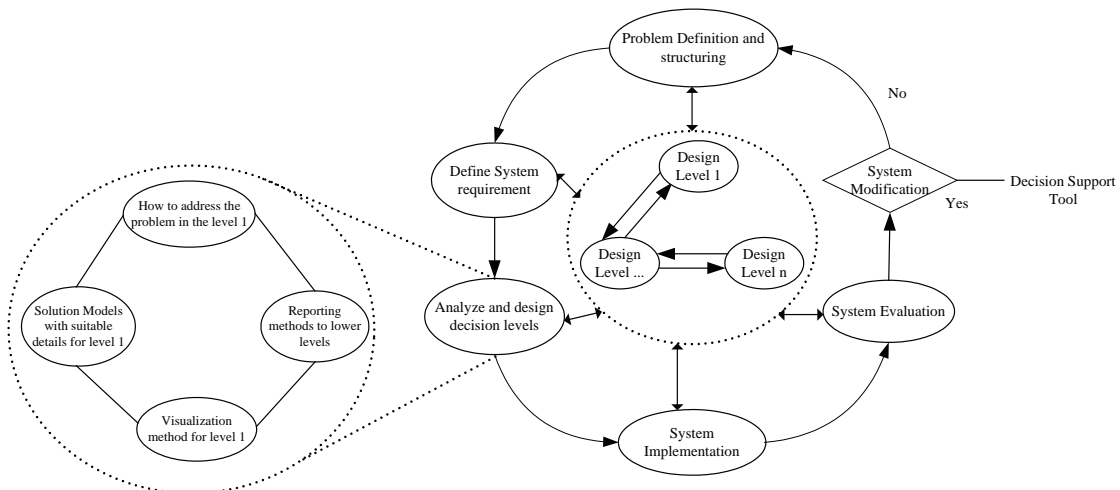 Problem Definition and
structuring
No
Define System
requirement
Design
Level 1
System
Modification
Yes
Decision Support
Tool
How to address the
problem in the level 1
Design
Level ...
Design
Level n
Solution Models
with suitable
details for level 1
Reporting
methods to lower
levels
Analyze and design
decision levels
System Evaluation
Visualization
method for level 1
System
Implementation